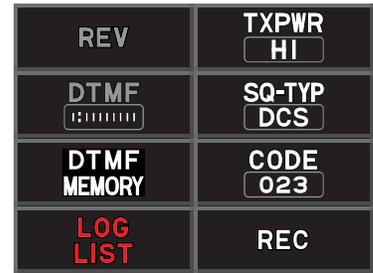 REV
TXPWR
HI
DTMF
SQ-TYP
DCS
DTMF
MEMORY
CODE
023
LOG
LIST
REC